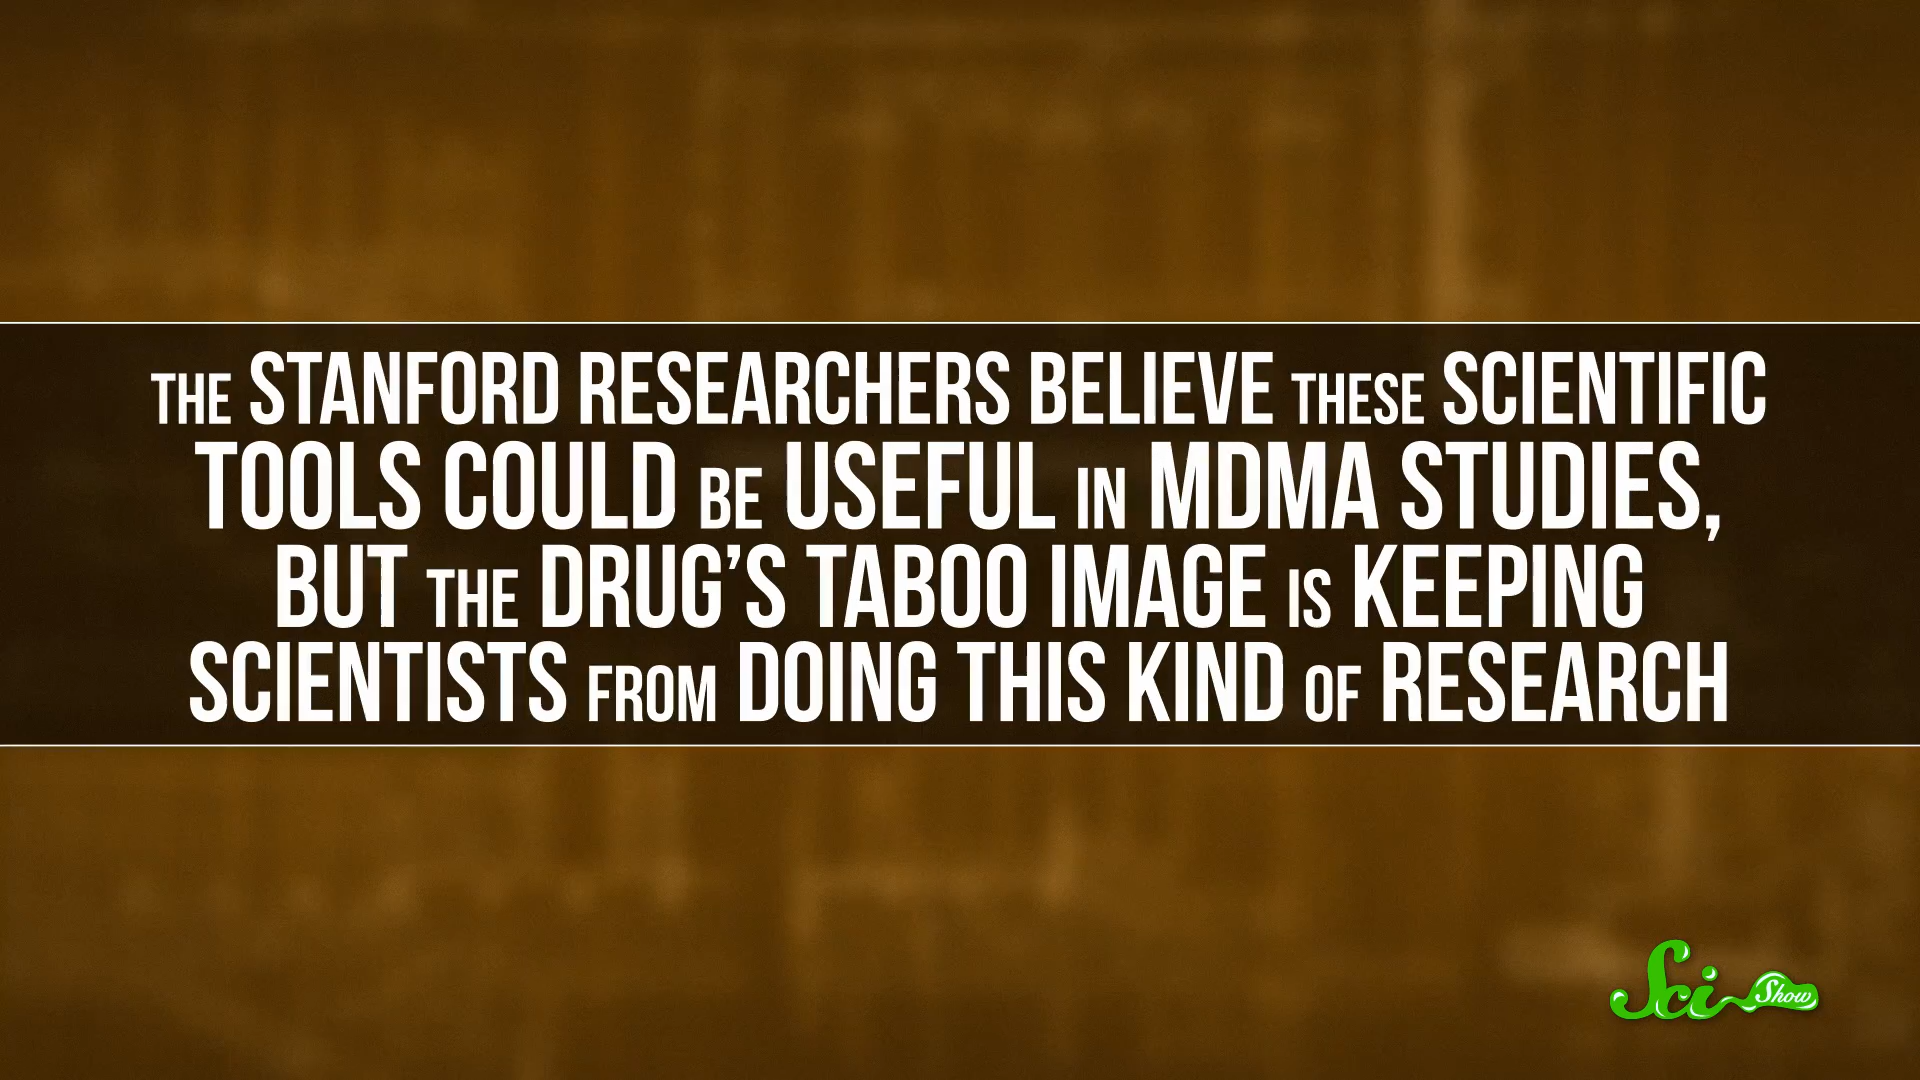 THE STANFORD RESEARCHERS BELIEVE THESE SCIENTIFIC
TOOLS COULD BE USEFUL IN MDMA STUDIES,
BUT THE DRUG’S TABOO IMAGE IS KEEPING
SCIENTISTS FROM DOING THIS KIND OF RESEARCH
Sci Show